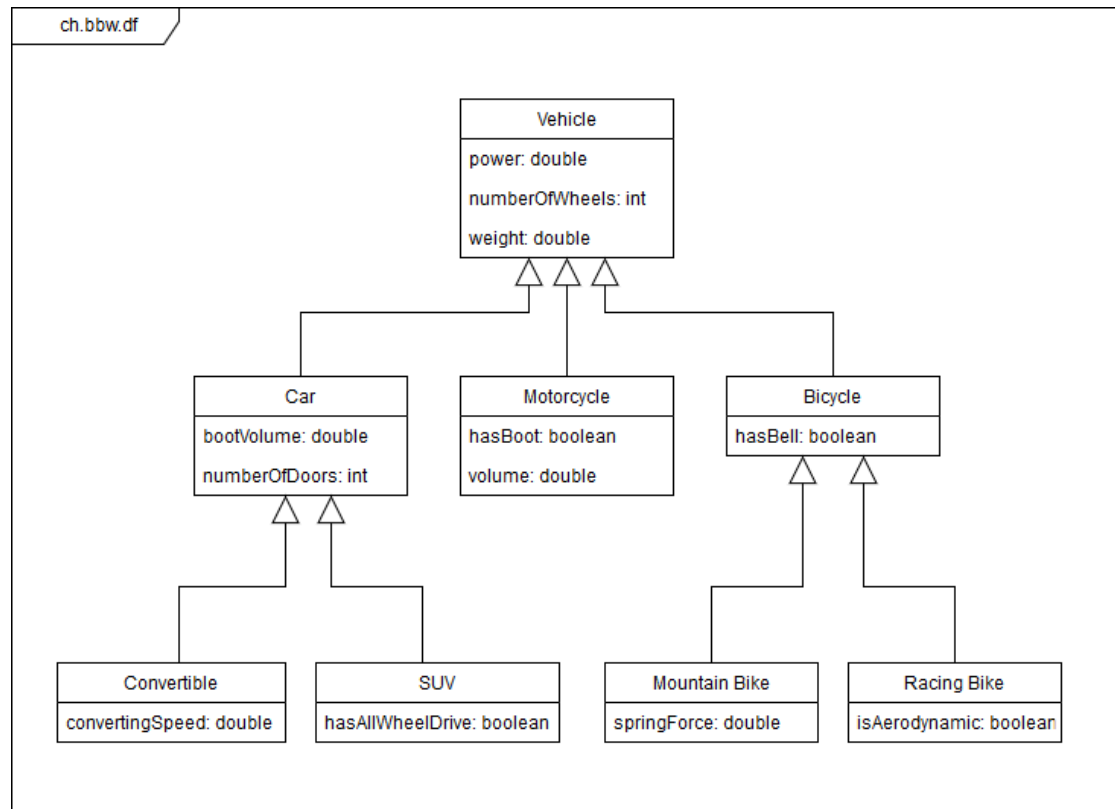 ch.bbw.df
Vehicle
power: double
numberOfWheels: int
weight: double
Car
bootVolume: double
numberOfDoors: int
Motorcycle
hasBoot: boolean
volume: double
Bicycle
hasBell: boolean
Convertible
convertingSpeed: double
SUV
hasAllWheelDrive: boolean
Mountain Bike
springForce: double
Racing Bike
isAerodynamic: boolean